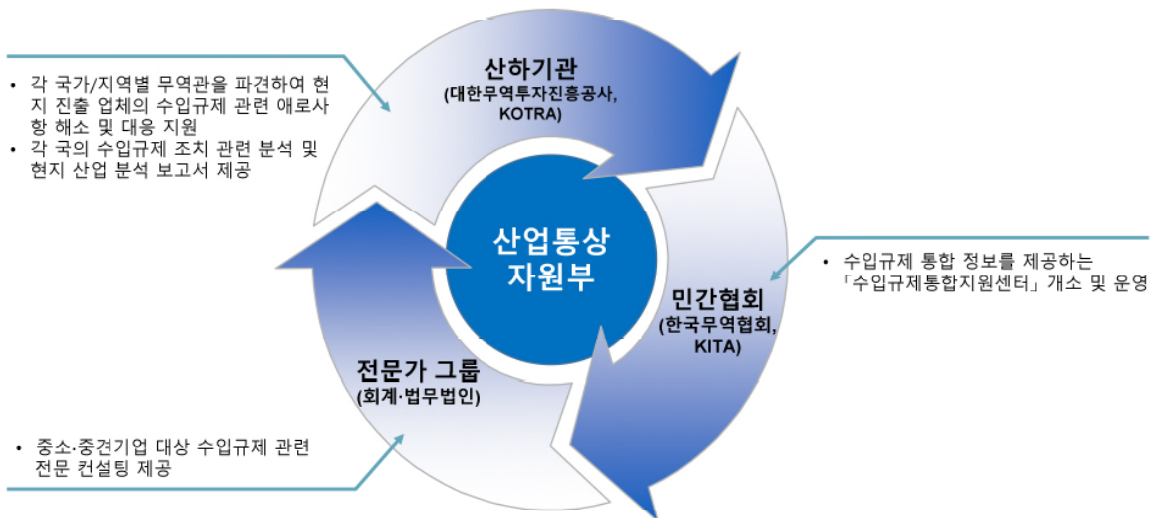 산하기관
(대한무역투자진흥공사,
KOTRA)
• 각 국가/지역별 무역관을 파견하여 현
지 진출 업체의 수입규제 관련 애로사
항 해소 및 대응 지원
• 각 국의 수입규제 조치 관련 분석 및
현지 산업 분석 보고서 제공
산업통상
자원부
• 수입규제 통합 정보를 제공하는
「수입규제통합지원센터」 개소 및 운영
민간협회
(한국무역협회,
KITA)
전문가 그룹
(회계·법무법인)
• 중소·중견기업 대상 수입규제 관련
전문 컨설팅 제공